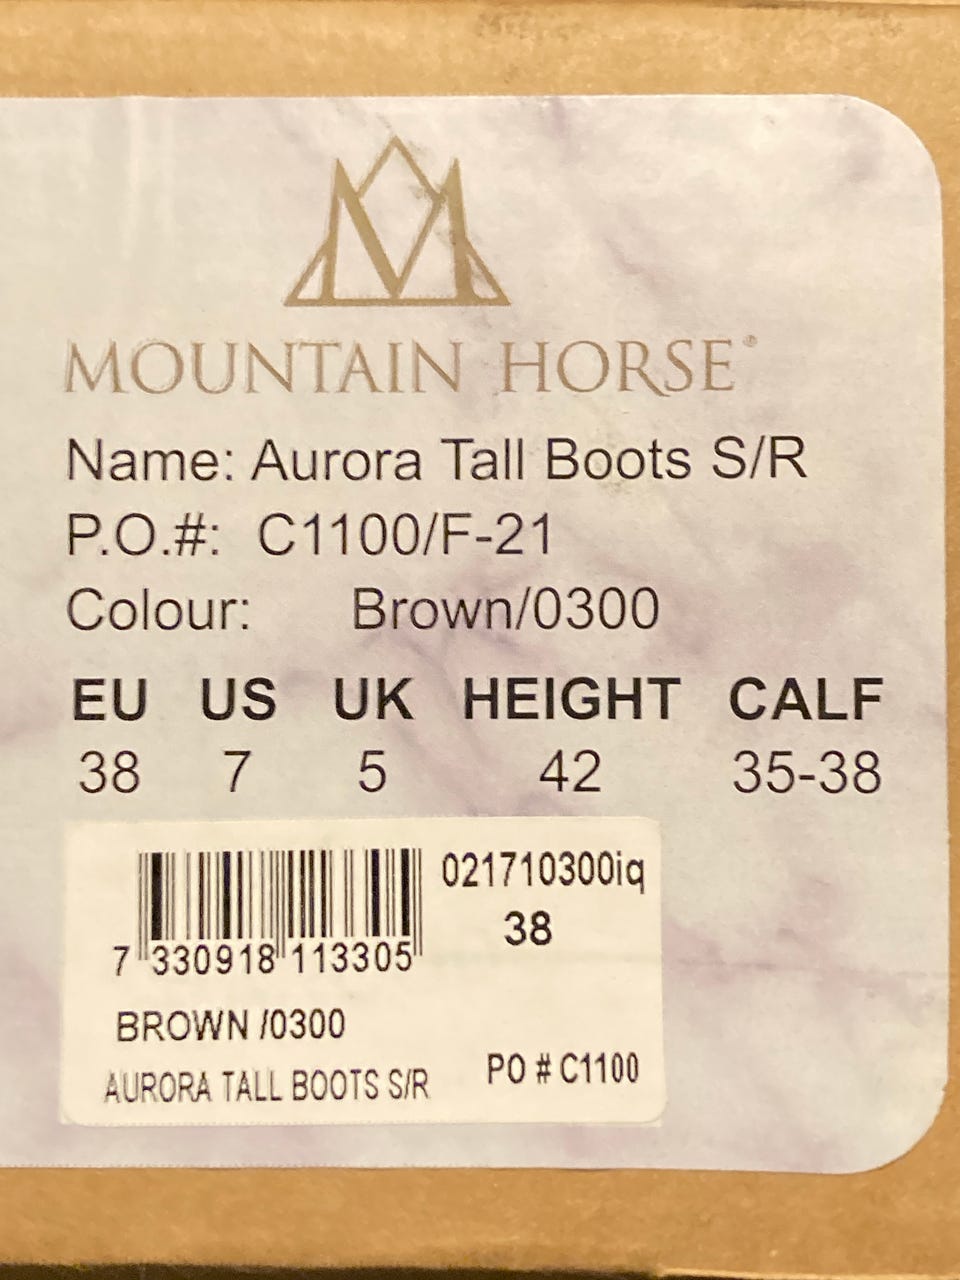 MOUNTAIN HORSE®
Name: Aurora Tall Boots S/R
P.O.#: C1100/F-21
Colour: Brown/0300
EU US UK HEIGHT CALF
38 7 5 42 35-38
021710300iq
38
7 330918 113305
BROWN /0300
AURORA TALL BOOTS S/R
PO # C1100